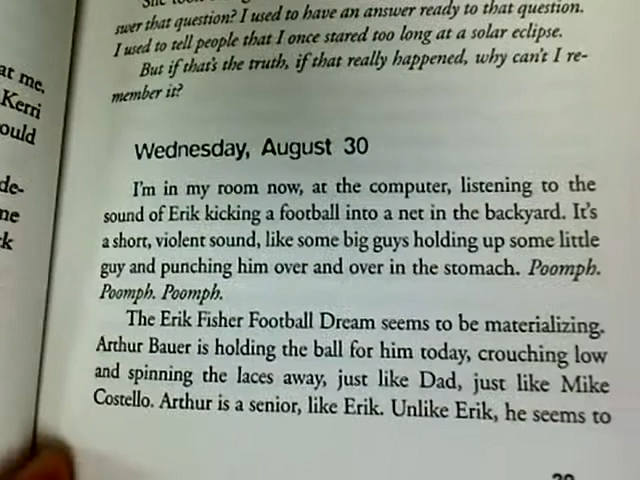 at me.
Kerri
ould
de-
ne
k
swer that question? I used to have an answer ready to that question.
I used to tell people that I once stared too long at a solar eclipse.
But if that's the truth, if that really happened, why can't I re-
member it?
Wednesday, August 30
I'm in my room now, at the computer, listening to the
sound of Erik kicking a football into a net in the backyard. It's
a short, violent sound, like some big guys holding up some little
guy and punching him over and over in the stomach. Poomph.
Poomph. Poomph.
The Erik Fisher Football Dream seems to be materializing.
Arthur Bauer is holding the ball for him today, crouching low
and spinning the laces away, just like Dad, just like Mike
Costello. Arthur is a senior, like Erik. Unlike Erik, he seems to